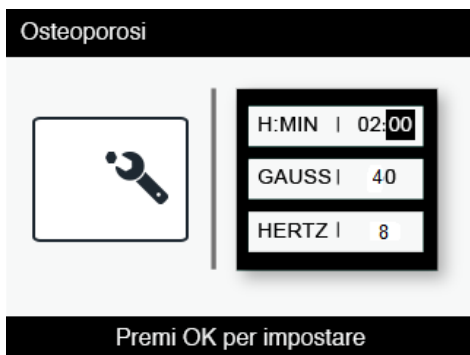 Osteoporosi
H:MIN | 02:00
GAUSS | 40
HERTZ | 8
Premi OK per impostare